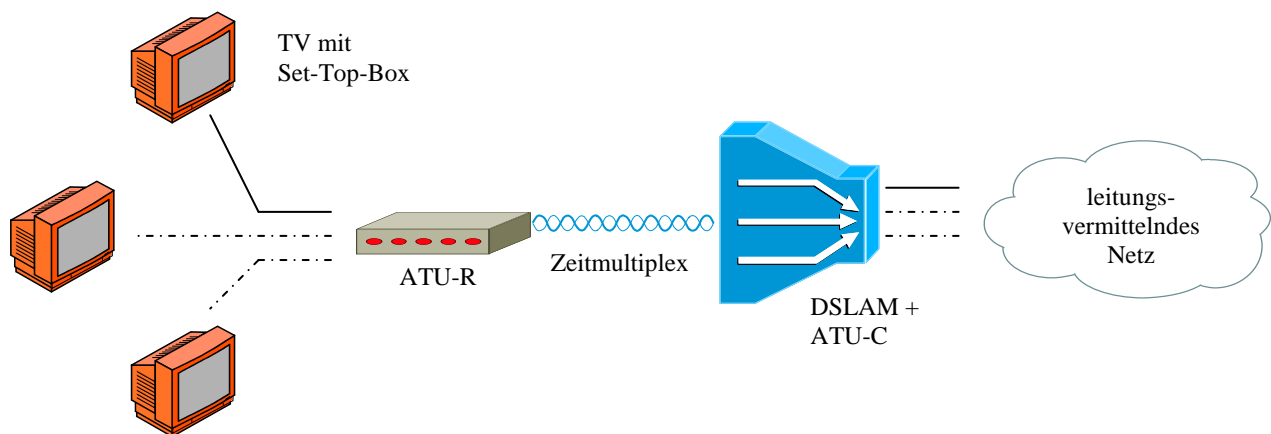 TV mit
Set-Top-Box
ATU-R
Zeitmultiplex
DSLAM +
ATU-C
leitungs-
vermittelndes
Netz